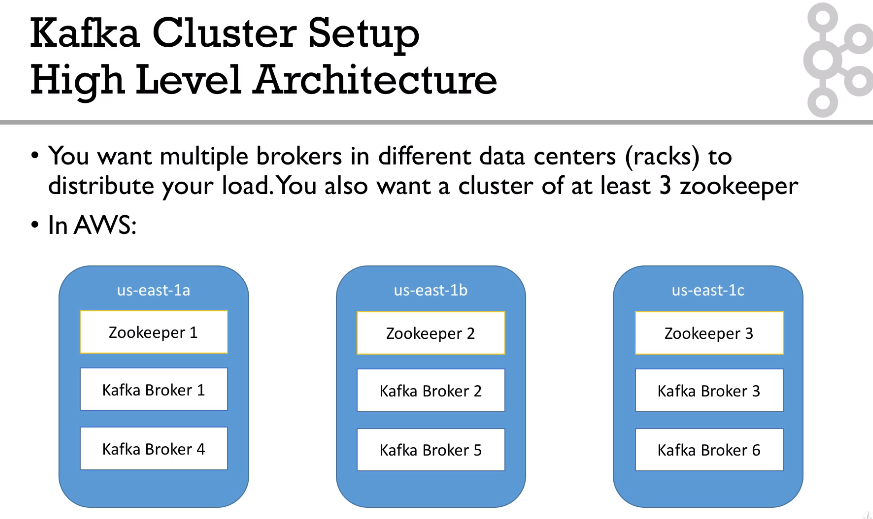 Kafka Cluster Setup
High Level Architecture
• You want multiple brokers in different data centers (racks) to
distribute your load. You also want a cluster of at least 3 zookeeper
• In AWS:
us-east-1a
Zookeeper 1
Kafka Broker 1
Kafka Broker 4
us-east-1b
Zookeeper 2
Kafka Broker 2
Kafka Broker 5
us-east-1c
Zookeeper 3
Kafka Broker 3
Kafka Broker 6